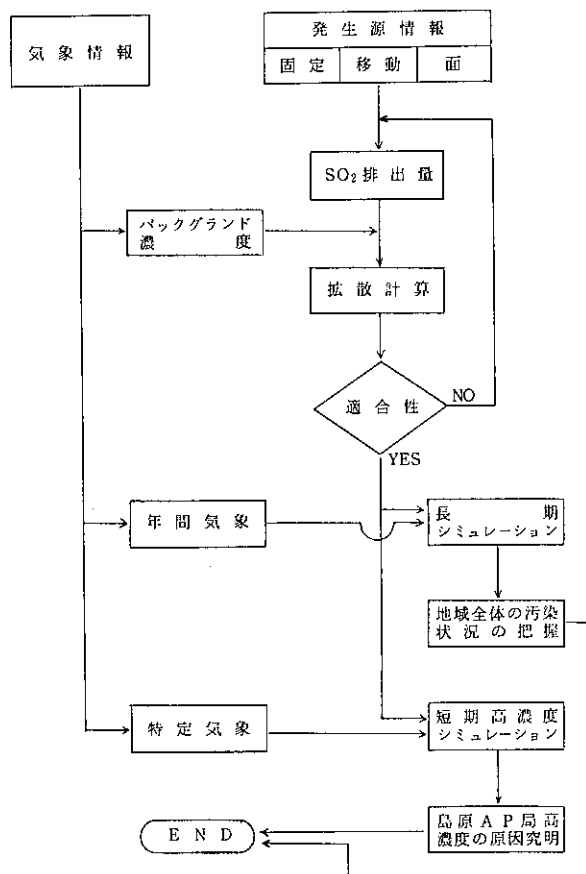 気象情報
発生源情報
固定 移動 面
SO₂排出量
バックグランド
濃度
拡散計算
適合性
NO
YES
年間気象
長期
シミュレーション
地域全体の汚染
状況の把握
特定気象
短期高濃度
シミュレーション
島原AP局高
濃度の原因究明
END